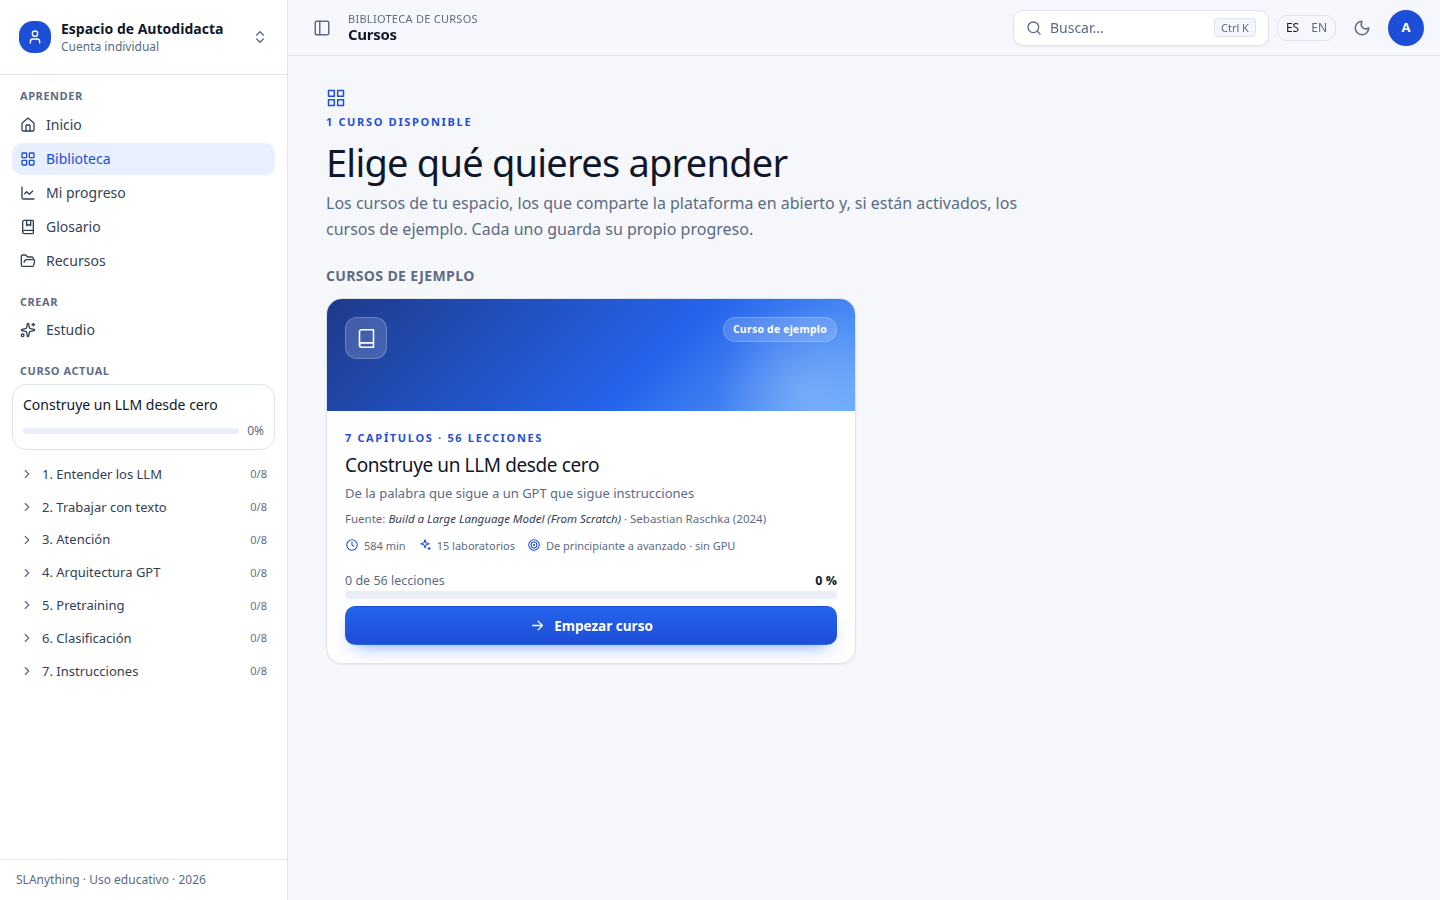 Espacio de Autodidacta
Cuenta individual
APRENDER
Inicio
Biblioteca
Mi progreso
Glosario
Recursos
CREAR
Estudio
CURSO ACTUAL
Construye un LLM desde cero
0%
1. Entender los LLM 0/8
2. Trabajar con texto 0/8
3. Atención 0/8
4. Arquitectura GPT 0/8
5. Pretraining 0/8
6. Clasificación 0/8
7. Instrucciones 0/8
SLAnything · Uso educativo · 2026
BIBLIOTECA DE CURSOS
Cursos
Buscar... Ctrl K
ES EN
A
1 CURSO DISPONIBLE
Elige qué quieres aprender
Los cursos de tu espacio, los que comparte la plataforma en abierto y, si están activados, los
cursos de ejemplo. Cada uno guarda su propio progreso.
CURSOS DE EJEMPLO
Curso de ejemplo
7 CAPÍTULOS · 56 LECCIONES
Construye un LLM desde cero
De la palabra que sigue a un GPT que sigue instrucciones
Fuente: Build a Large Language Model (From Scratch) · Sebastian Raschka (2024)
584 min 15 laboratorios De principiante a avanzado · sin GPU
0 de 56 lecciones 0 %
Empezar curso